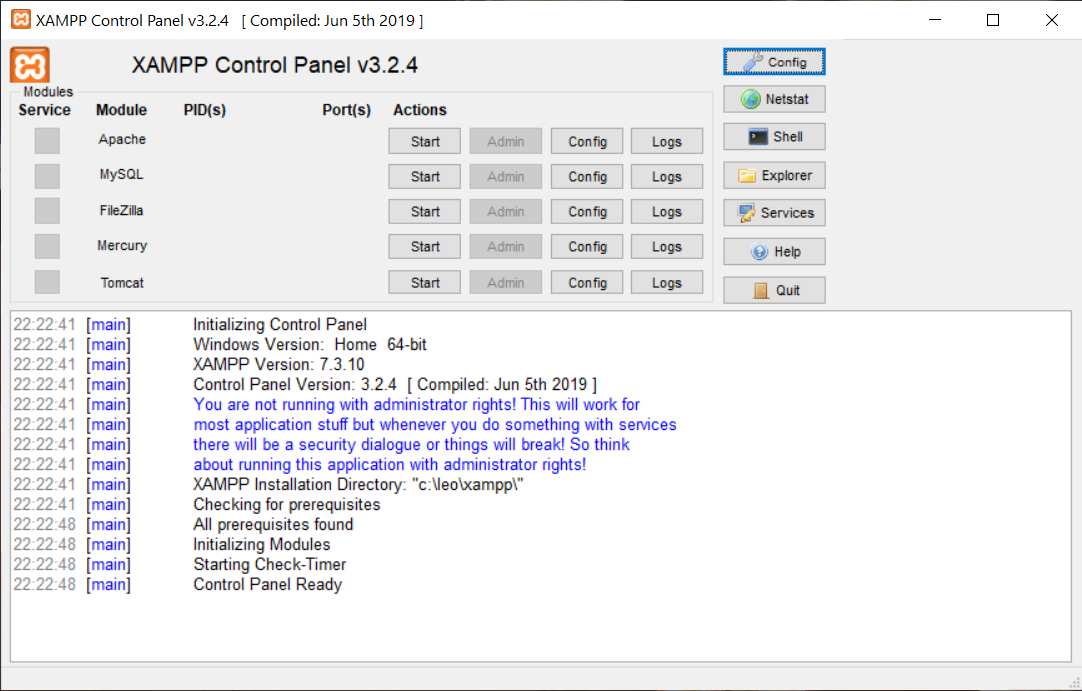 XAMPP Control Panel v3.2.4 [ Compiled: Jun 5th 2019 ]
XAMPP Control Panel v3.2.4
Config
Modules
Service Module PID(s) Port(s) Actions
Netstat
Apache Start Admin Config Logs
Shell
MySQL Start Admin Config Logs
Explorer
FileZilla Start Admin Config Logs
Services
Mercury Start Admin Config Logs
Help
Tomcat Start Admin Config Logs
Quit
22:22:41 [main] Initializing Control Panel
22:22:41 [main] Windows Version: Home 64-bit
22:22:41 [main] XAMPP Version: 7.3.10
22:22:41 [main] Control Panel Version: 3.2.4 [ Compiled: Jun 5th 2019 ]
22:22:41 [main] You are not running with administrator rights! This will work for
22:22:41 [main] most application stuff but whenever you do something with services
22:22:41 [main] there will be a security dialogue or things will break! So think
22:22:41 [main] about running this application with administrator rights!
22:22:41 [main] XAMPP Installation Directory: "c:\leo\xampp\"
22:22:41 [main] Checking for prerequisites
22:22:48 [main] All prerequisites found
22:22:48 [main] Initializing Modules
22:22:48 [main] Starting Check-Timer
22:22:48 [main] Control Panel Ready